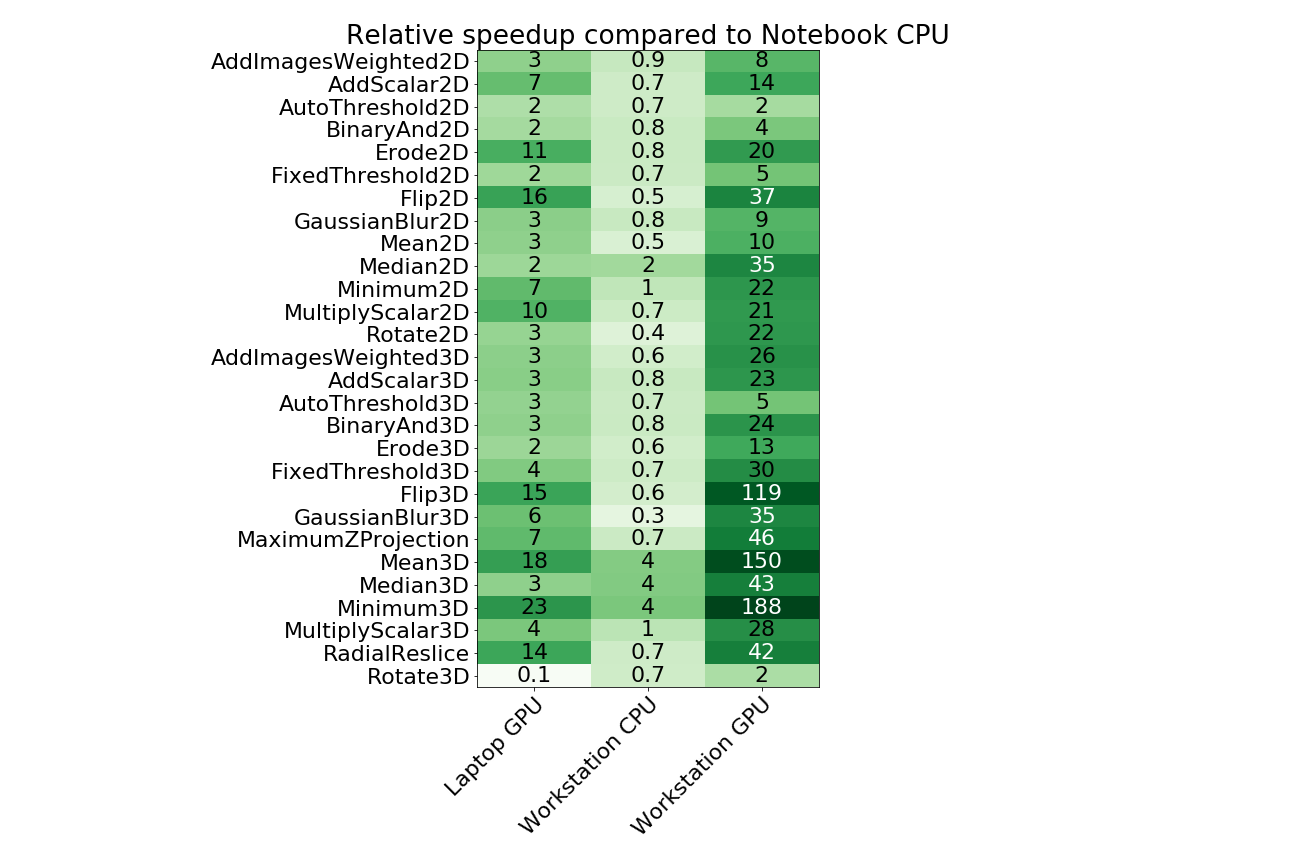 Relative speedup compared to Notebook CPU
AddImagesWeighted2D 3 0.9 8
AddScalar2D 7 0.7 14
AutoThreshold2D 2 0.7 2
BinaryAnd2D 2 0.8 4
Erode2D 11 0.8 20
FixedThreshold2D 2 0.7 5
Flip2D 16 0.5 37
GaussianBlur2D 3 0.8 9
Mean2D 3 0.5 10
Median2D 2 2 35
Minimum2D 7 1 22
MultiplyScalar2D 10 0.7 21
Rotate2D 3 0.4 22
AddImagesWeighted3D 3 0.6 26
AddScalar3D 3 0.8 23
AutoThreshold3D 3 0.7 5
BinaryAnd3D 3 0.8 24
Erode3D 2 0.6 13
FixedThreshold3D 4 0.7 30
Flip3D 15 0.6 119
GaussianBlur3D 6 0.3 35
MaximumZProjection 7 0.7 46
Mean3D 18 4 150
Median3D 3 4 43
Minimum3D 23 4 188
MultiplyScalar3D 4 1 28
RadialReslice 14 0.7 42
Rotate3D 0.1 0.7 2
Laptop GPU
Workstation CPU
Workstation GPU